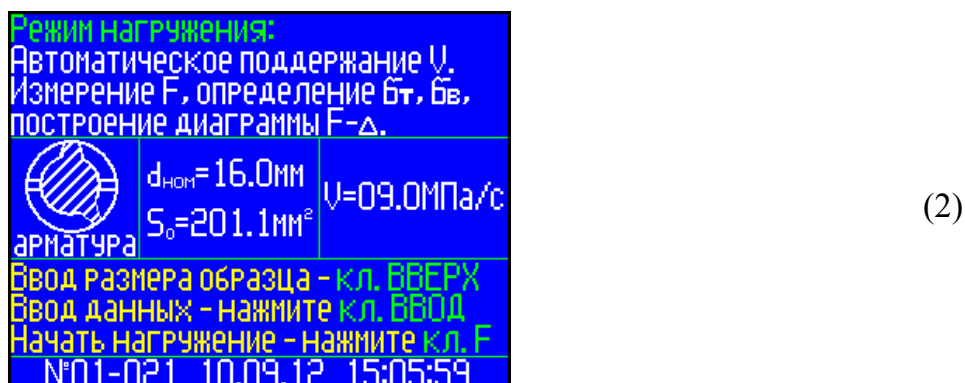 Режим нагружения:
Автоматическое поддержание V.
Измерение F, определение бт, бв,
построение диаграммы F-Δ.
dном=16.0мм
V=09.0МПа/с
S₀=201.1мм²
арматура
(2)
Ввод размера образца - кл. ВВЕРХ
Ввод данных - нажмите кл. ВВОД
Начать нагружение - нажмите кл. F
№01-021 10.09.12 15:05:59